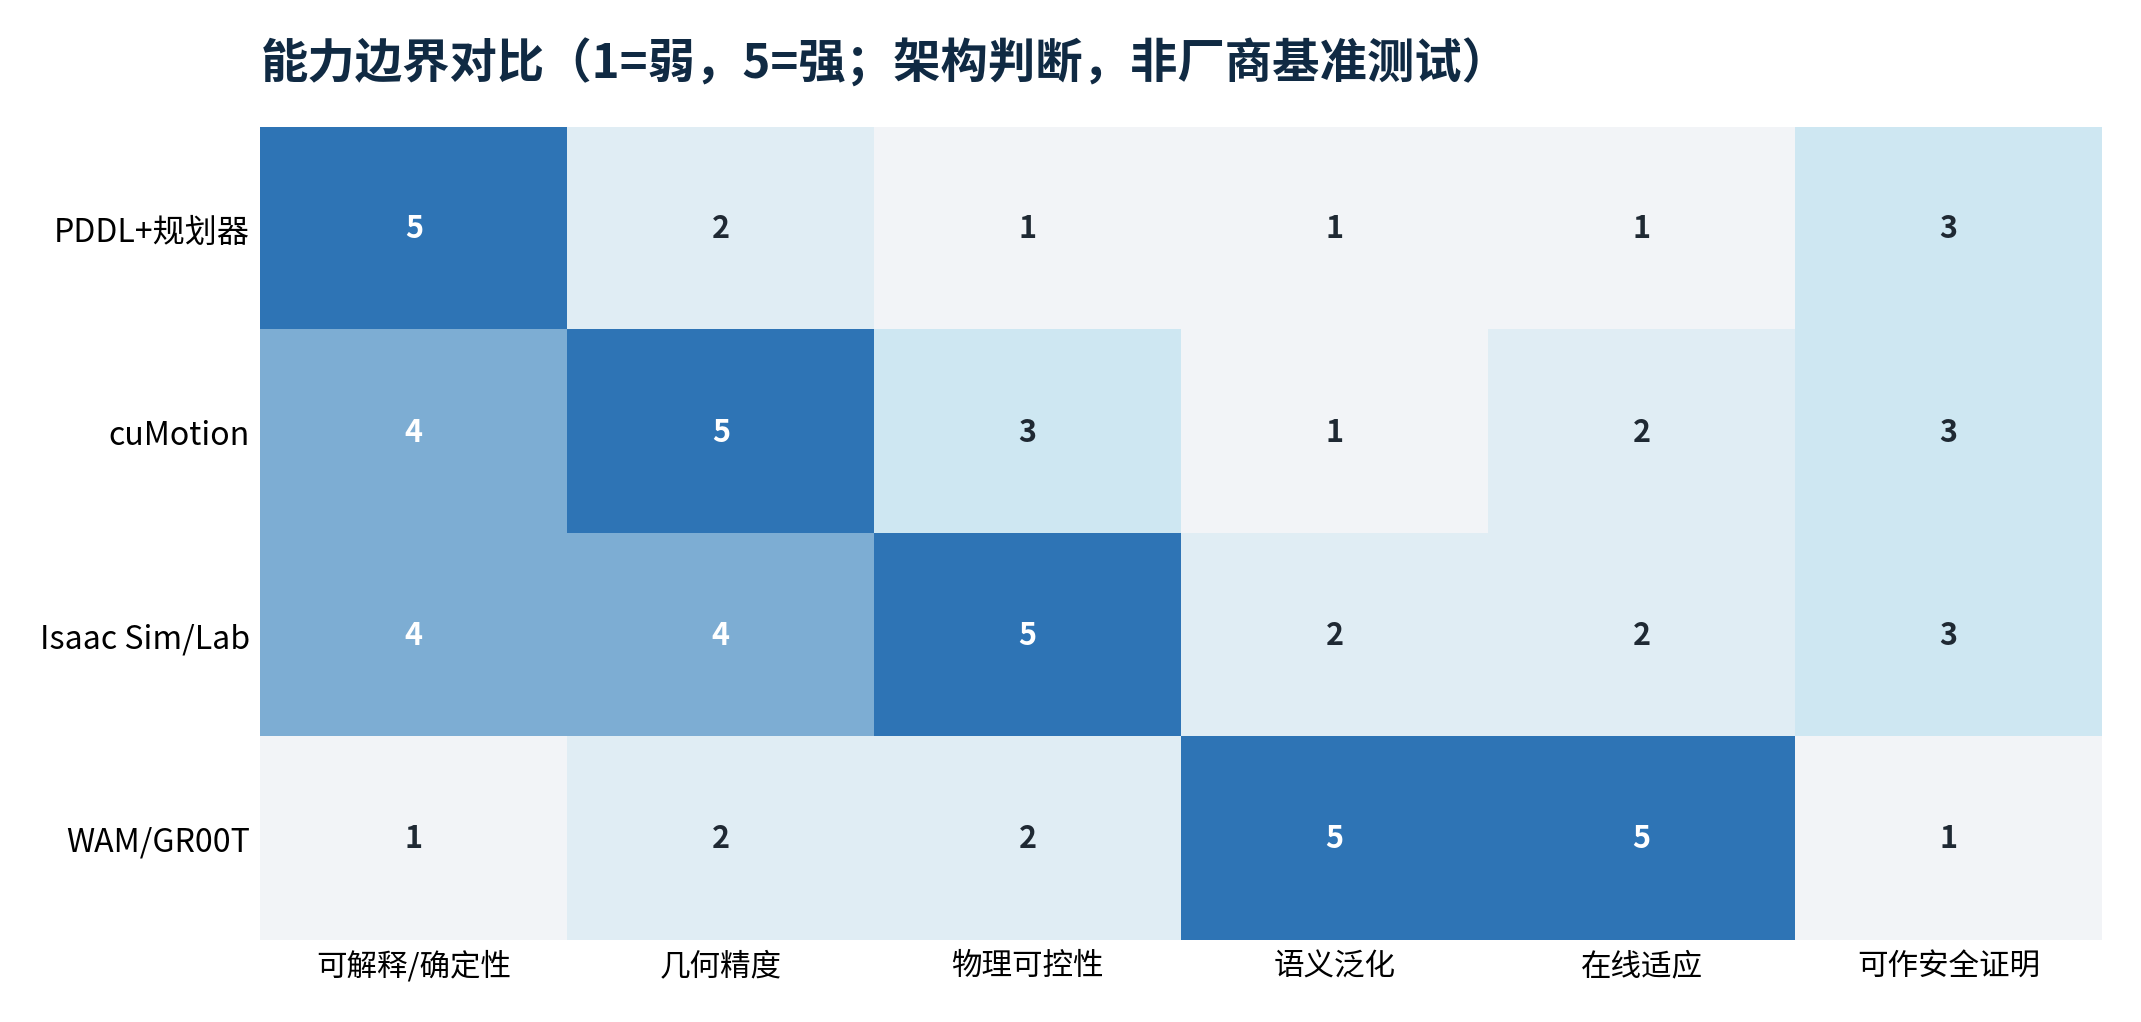 能力边界对比（1=弱，5=强；架构判断，非厂商基准测试）
PDDL+规划器 5 2 1 1 1 3
cuMotion 4 5 3 1 2 3
Isaac Sim/Lab 4 4 5 2 2 3
WAM/GR00T 1 2 2 5 5 1
可解释/确定性 几何精度 物理可控性 语义泛化 在线适应 可作安全证明